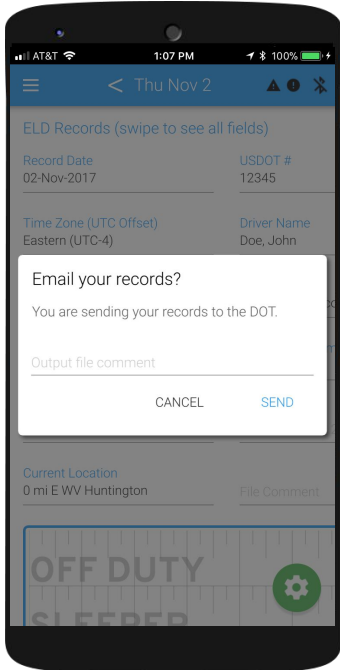 AT&T 1:07 PM 100%
< Thu Nov 2
ELD Records (swipe to see all fields)
Record Date USDOT #
02-Nov-2017 12345
Time Zone (UTC Offset) Driver Name
Eastern (UTC-4) Doe, John
Email your records?
You are sending your records to the DOT.
Output file comment
CANCEL SEND
Current Location
0 mi E WV Huntington File Comment
OFF DUTY
SLEEPER